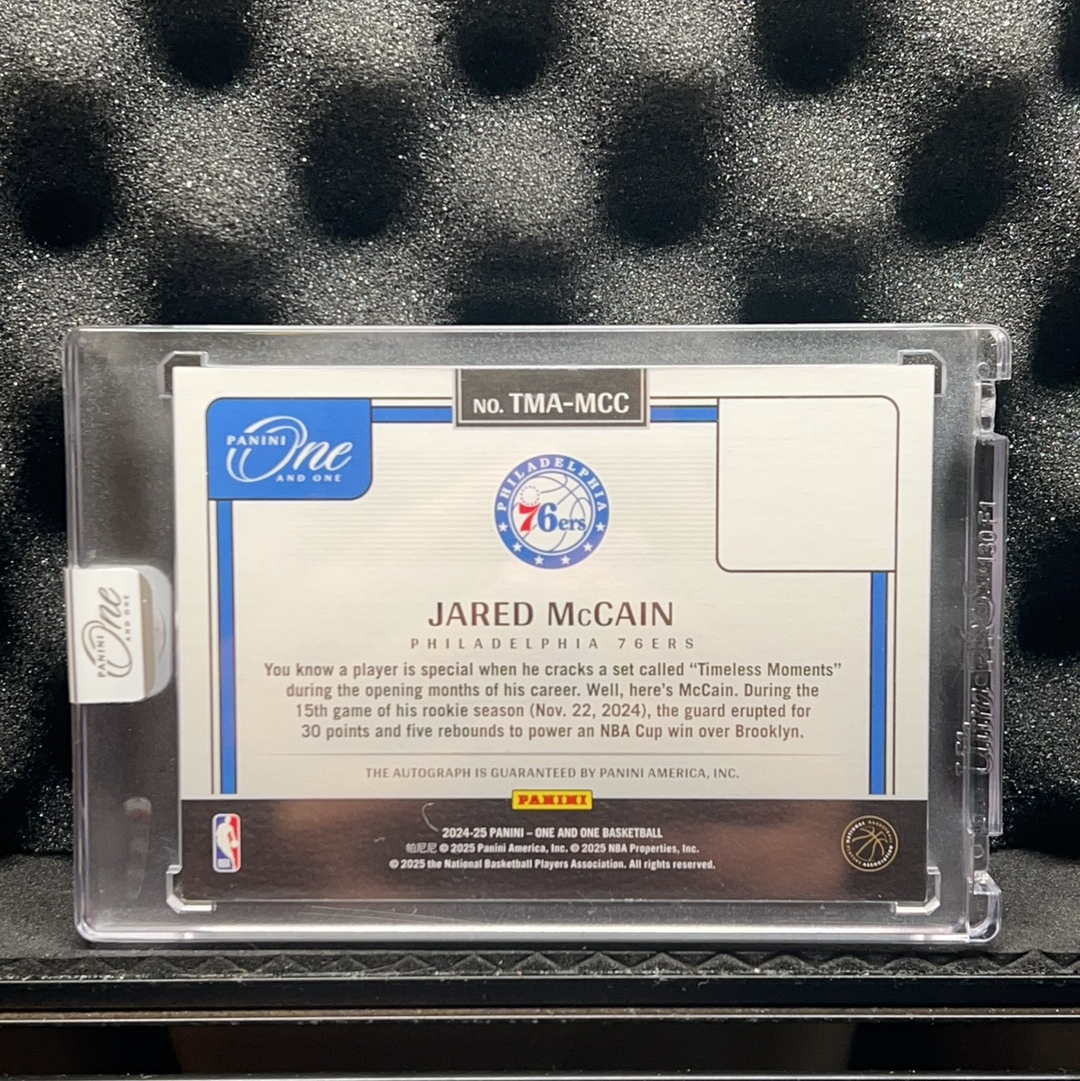 NO. TMA-MCC
PANINI One
AND ONE
PHILADELPHIA
76ers
PANINI One
AND ONE
JARED McCAIN
PHILADELPHIA 76ERS
You know a player is special when he cracks a set called “Timeless Moments”
during the opening months of his career. Well, here’s McCain. During the
15th game of his rookie season (Nov. 22, 2024), the guard erupted for
30 points and five rebounds to power an NBA Cup win over Brooklyn.
THE AUTOGRAPH IS GUARANTEED BY PANINI AMERICA, INC.
PANINI
2024-25 PANINI – ONE AND ONE BASKETBALL
帕尼尼 © 2025 Panini America, Inc. © 2025 NBA Properties, Inc.
© 2025 the National Basketball Players Association. All rights reserved.
NATIONAL BASKETBALL